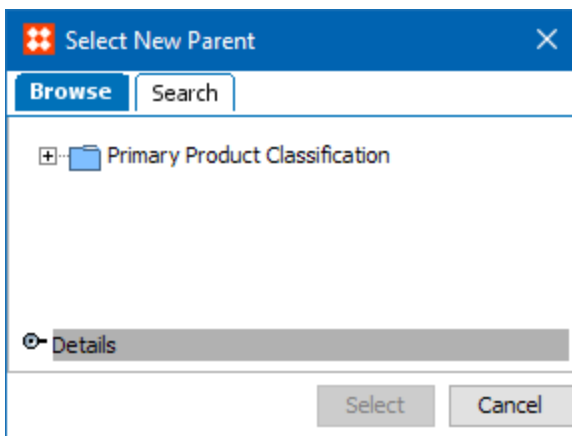 Select New Parent
Browse Search
Primary Product Classification
Details
Select Cancel